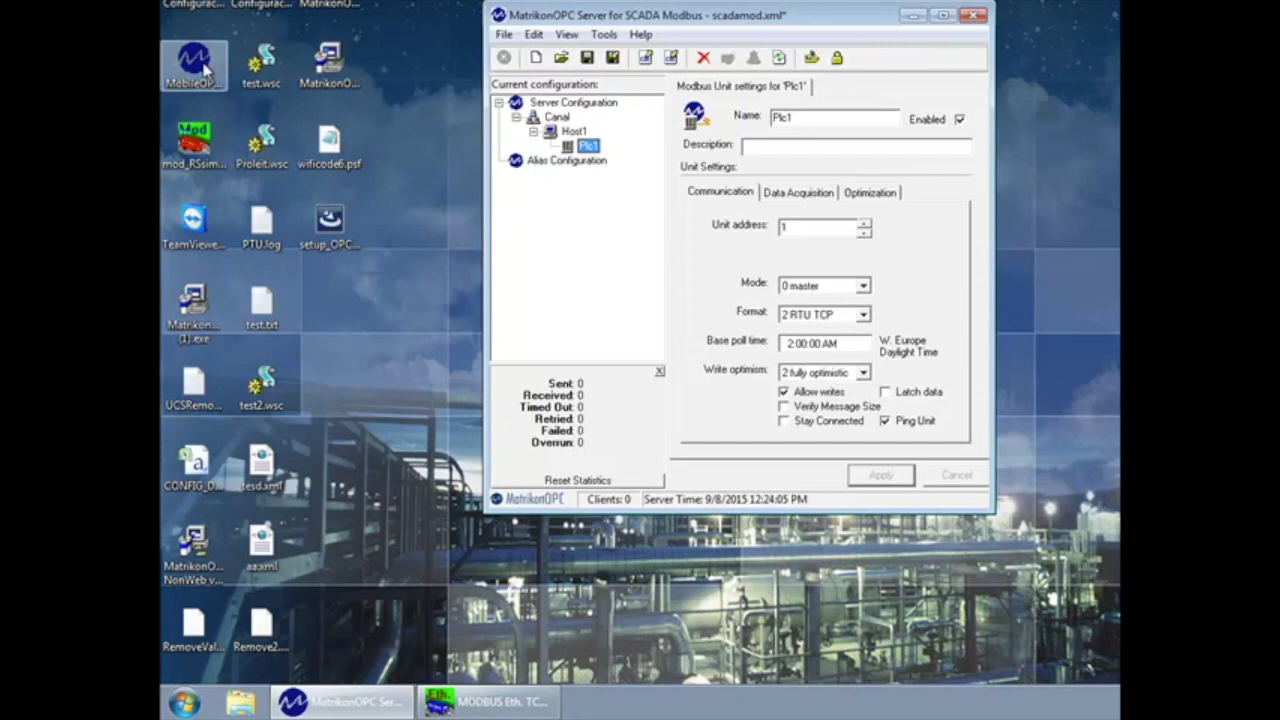 Configurac...
Configurac...
MatrikonO...
MobileOP...
test.wsc
MatrikonO...
Mod
mod_RSsim...
Proleit.wsc
wificode6.psf
TeamViewe...
PTU.log
setup_OPC...
Matrikon...
(1).exe
test.txt
UCSRemo...
test2.wsc
CONFIG_D...
tesd.xml
MatrikonO...
NonWeb v...
aa.xml
RemoveVal...
Remove2....
MatrikonOPC Server for SCADA Modbus - scadamod.xml*
File Edit View Tools Help
Current configuration:
Server Configuration
Canal
Host1
Plc1
Alias Configuration
Sent: 0
Received: 0
Timed Out: 0
Retried: 0
Failed: 0
Overrun: 0
Reset Statistics
Modbus Unit settings for 'Plc1'
Name: Plc1 Enabled
Description:
Unit Settings:
Communication Data Acquisition Optimization
Unit address: 1
Mode: 0 master
Format: 2 RTU TCP
Base poll time: 2:00:00 AM W. Europe
Daylight Time
Write optimism: 2 fully optimistic
Allow writes Latch data
Verify Message Size
Stay Connected Ping Unit
Apply Cancel
MatrikonOPC Clients: 0 Server Time: 9/8/2015 12:24:05 PM
MatrikonOPC Ser...
Eth. MODBUS Eth. TC...